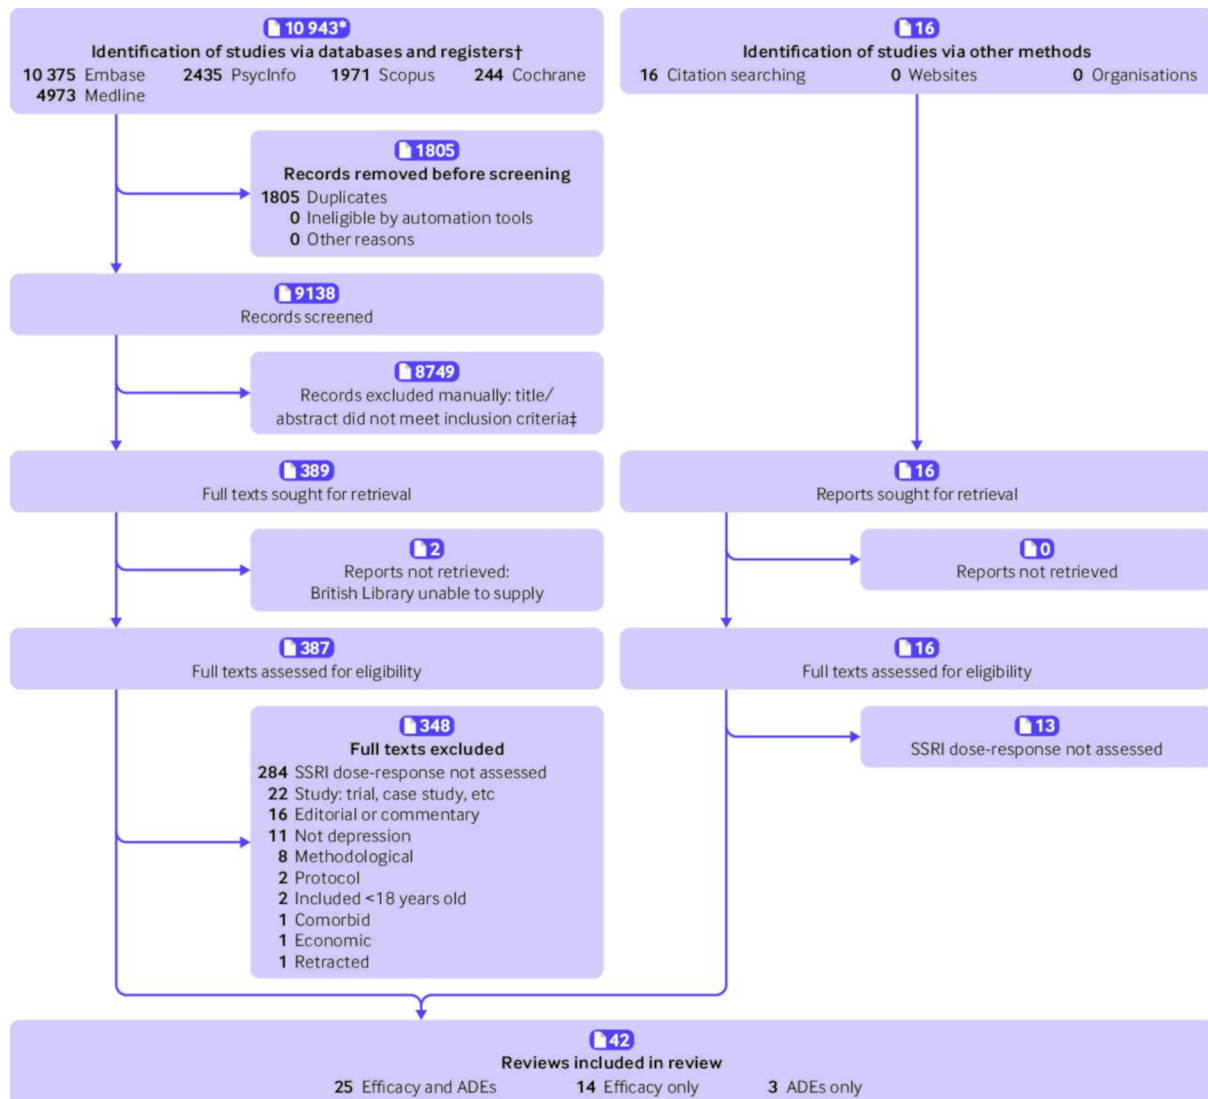 10 943*
Identification of studies via databases and registers†
10 375 Embase 2435 PsycInfo 1971 Scopus 244 Cochrane
4973 Medline
16
Identification of studies via other methods
16 Citation searching 0 Websites 0 Organisations
1805
Records removed before screening
1805 Duplicates
0 Ineligible by automation tools
0 Other reasons
9138
Records screened
8749
Records excluded manually: title/
abstract did not meet inclusion criteria‡
389
Full texts sought for retrieval
16
Reports sought for retrieval
2
Reports not retrieved:
British Library unable to supply
0
Reports not retrieved
387
Full texts assessed for eligibility
16
Full texts assessed for eligibility
348
Full texts excluded
284 SSRI dose-response not assessed
22 Study: trial, case study, etc
16 Editorial or commentary
11 Not depression
8 Methodological
2 Protocol
2 Included <18 years old
1 Comorbid
1 Economic
1 Retracted
13
SSRI dose-response not assessed
42
Reviews included in review
25 Efficacy and ADEs 14 Efficacy only 3 ADEs only